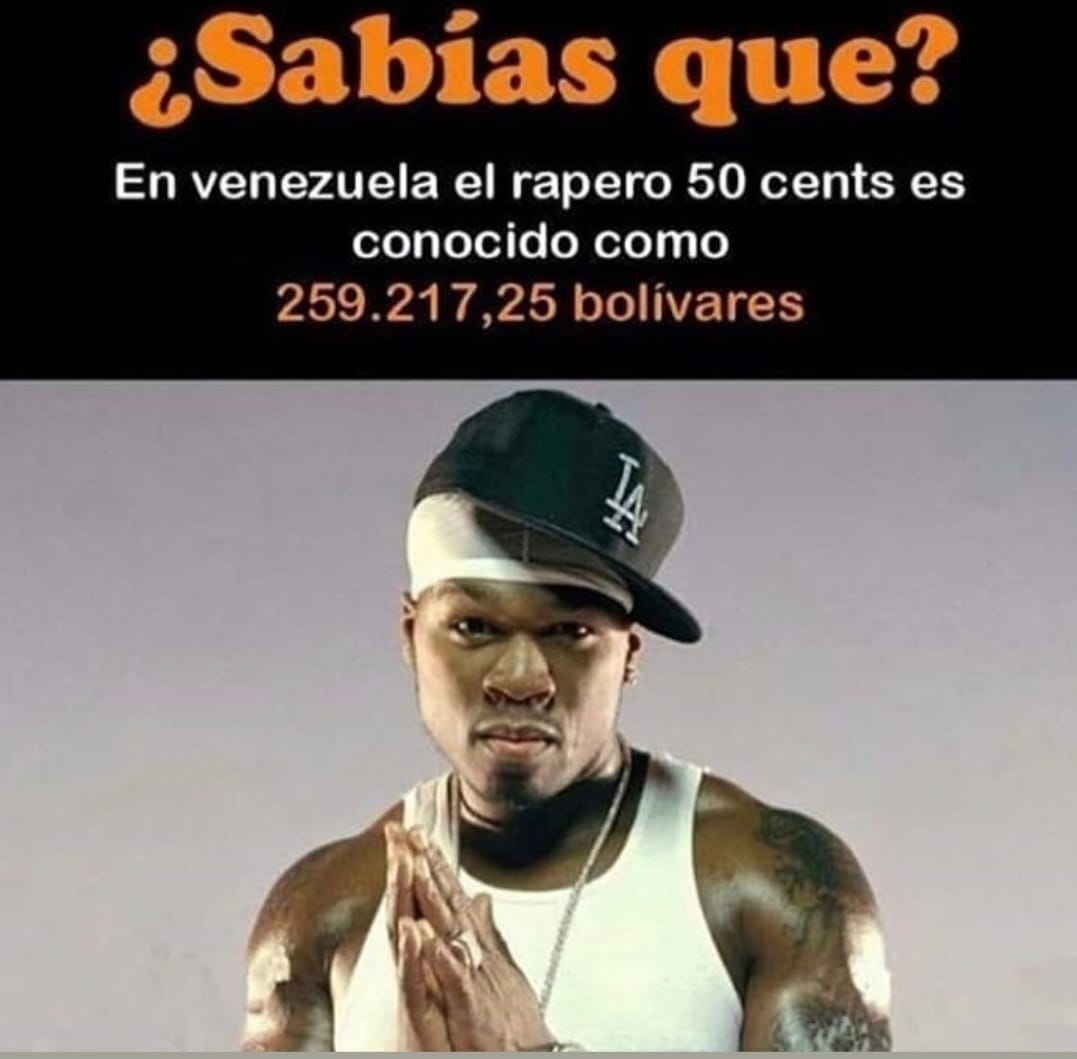 ¿Sabías que?
En venezuela el rapero 50 cents es
conocido como
259.217,25 bolívares
LA